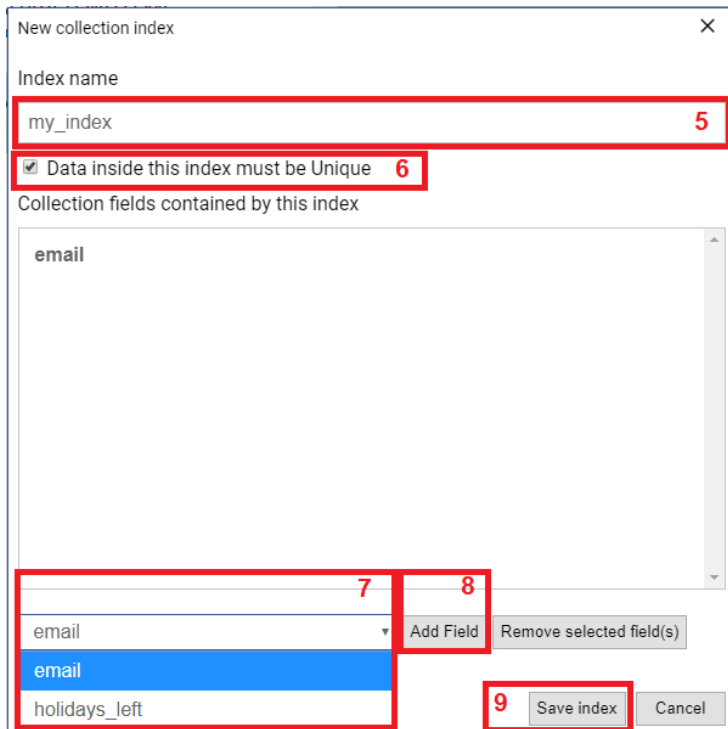 New collection index
Index name
my_index 5
Data inside this index must be Unique 6
Collection fields contained by this index
email
7 8
email Add Field Remove selected field(s)
email
holidays_left
9 Save index Cancel